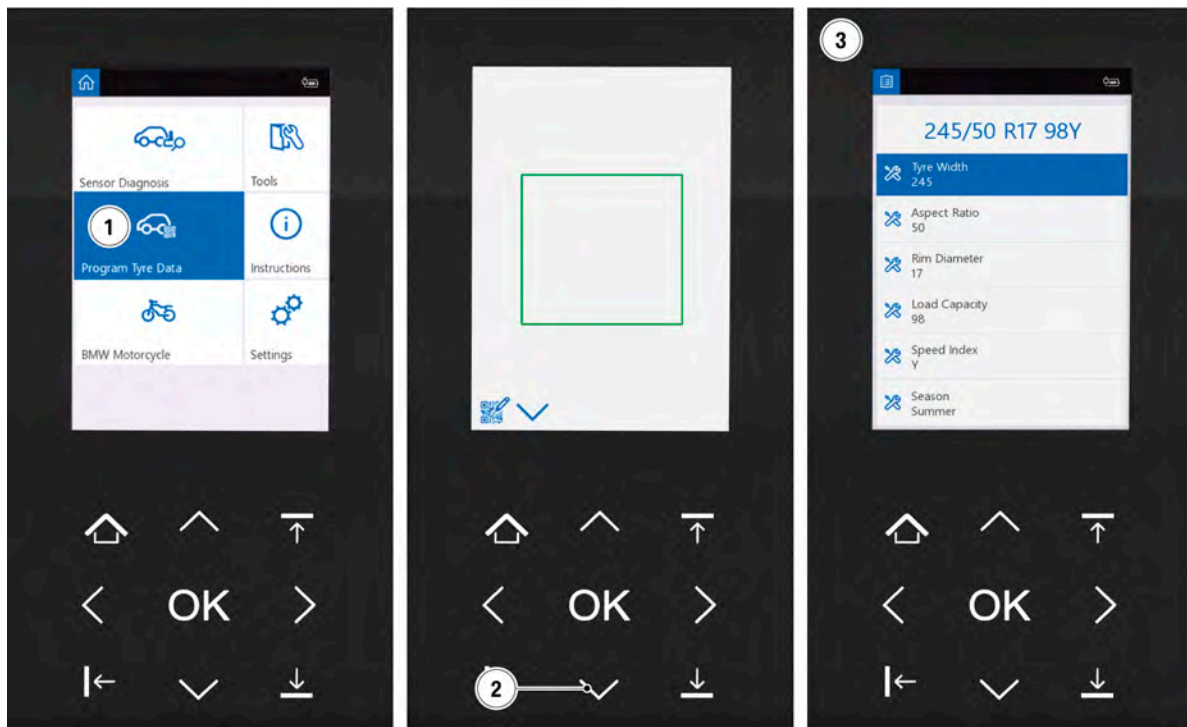 Sensor Diagnosis
Tools
1
Program Tyre Data
Instructions
BMW Motorcycle
Settings
OK
OK
2
3
245/50 R17 98Y
Tyre Width
245
Aspect Ratio
50
Rim Diameter
17
Load Capacity
98
Speed Index
Y
Season
Summer
OK